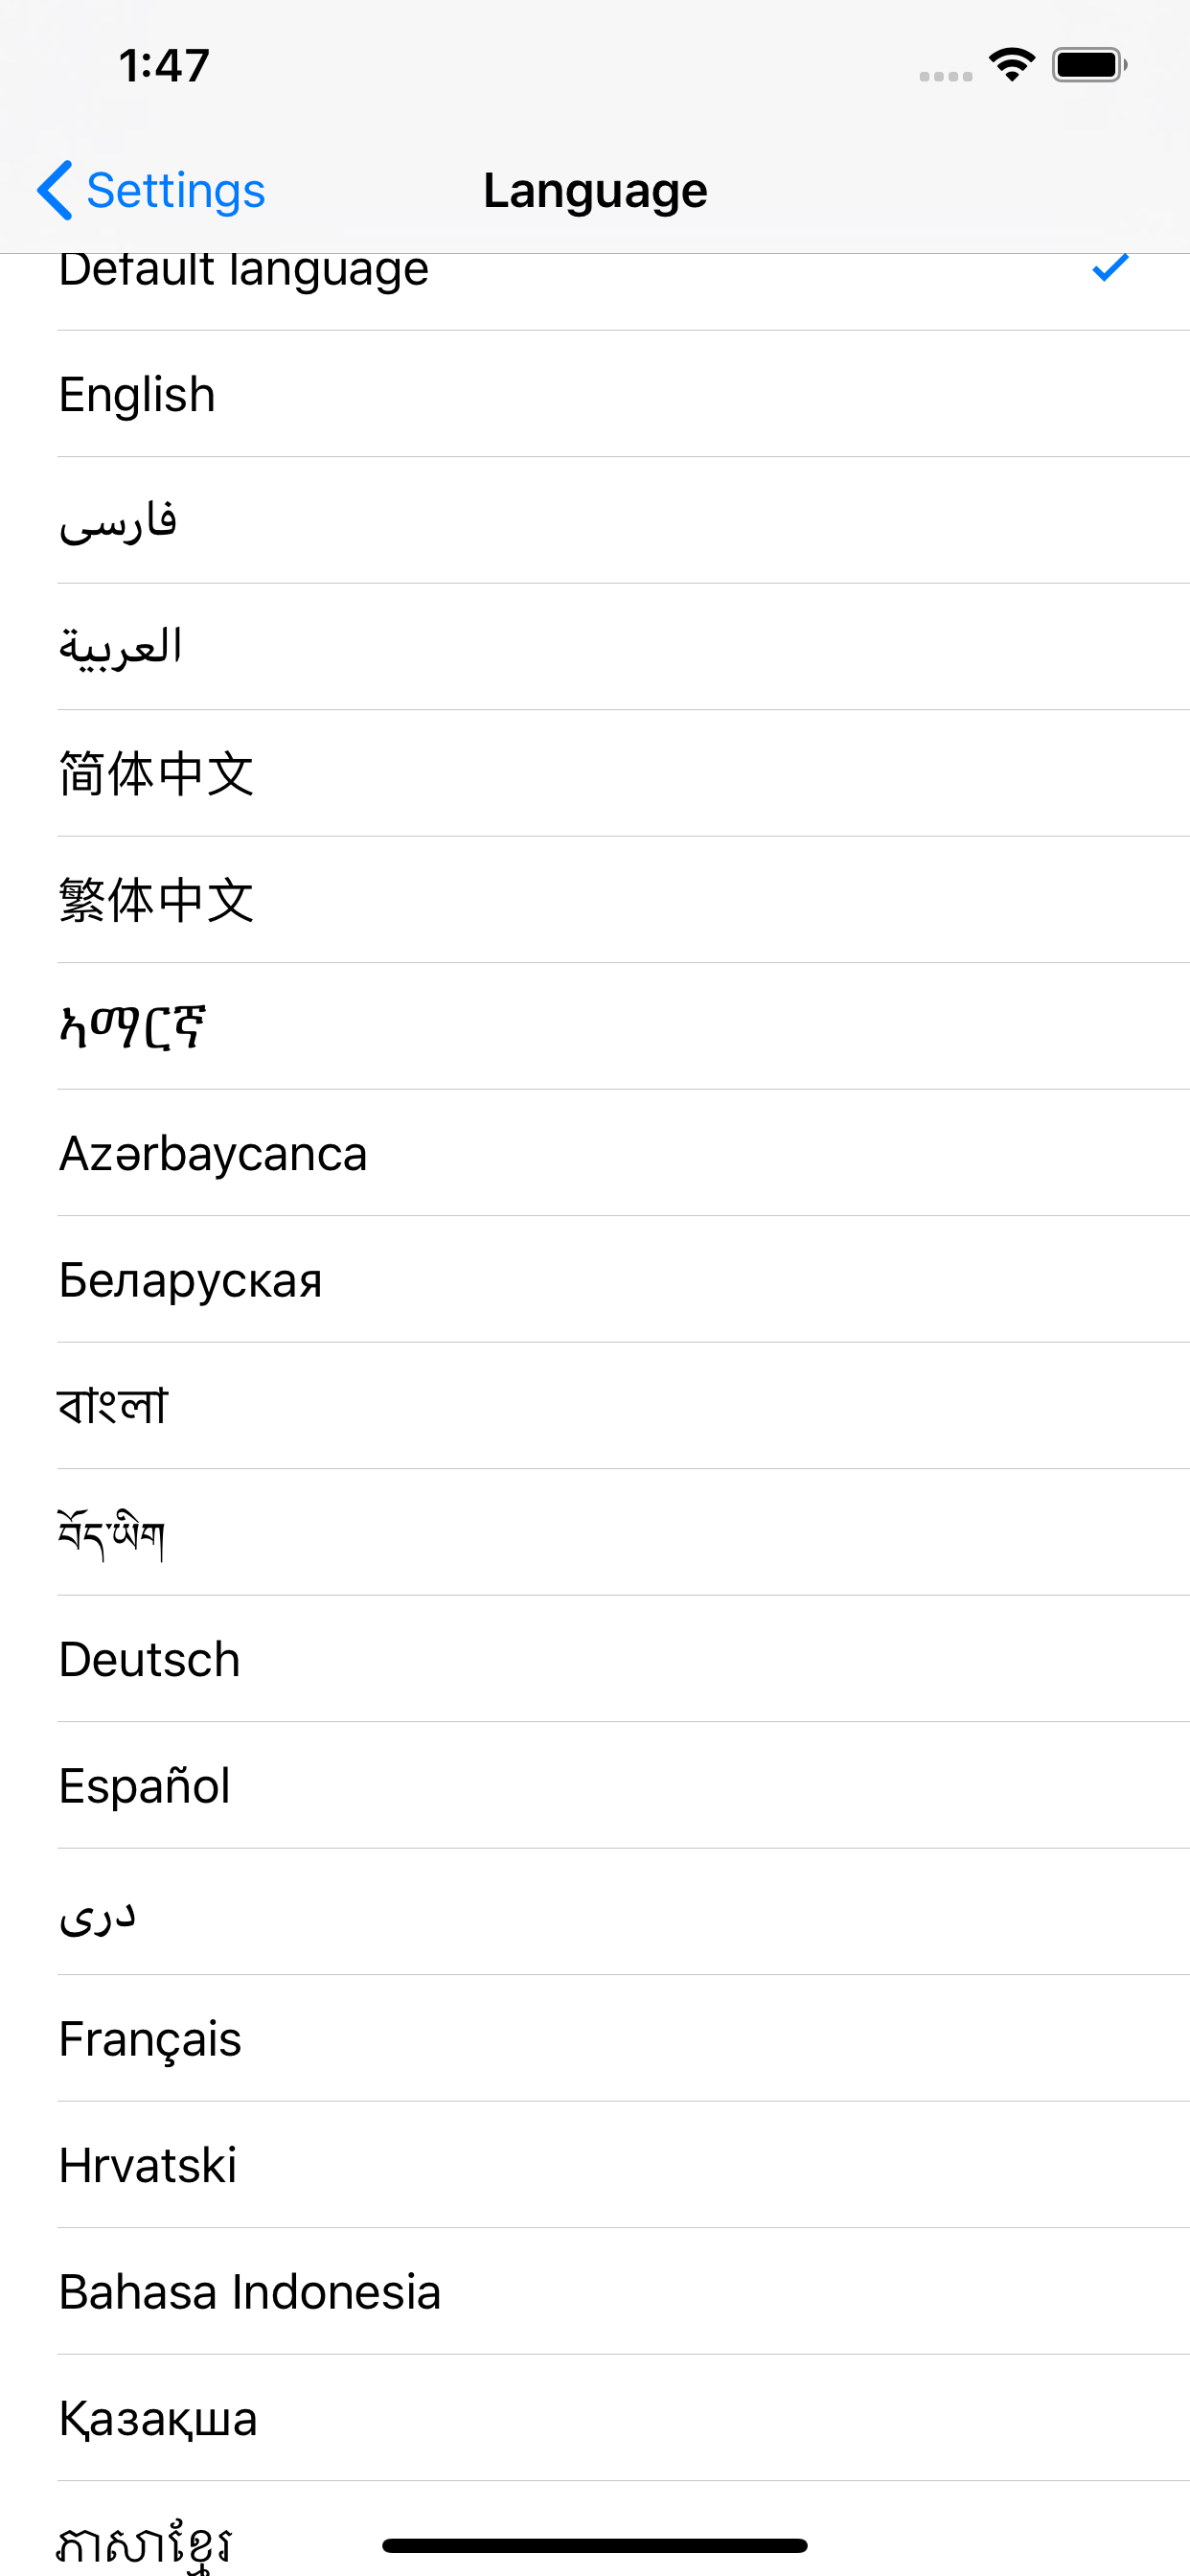 1:47
Settings
Language
Default language
English
فارسی
العربية
简体中文
繁体中文
ኣማርኛ
Azərbaycanca
Беларуская
বাংলা
བོད་ཡིག
Deutsch
Español
دری
Français
Hrvatski
Bahasa Indonesia
Қазақша
ភាសាខ្មែរ